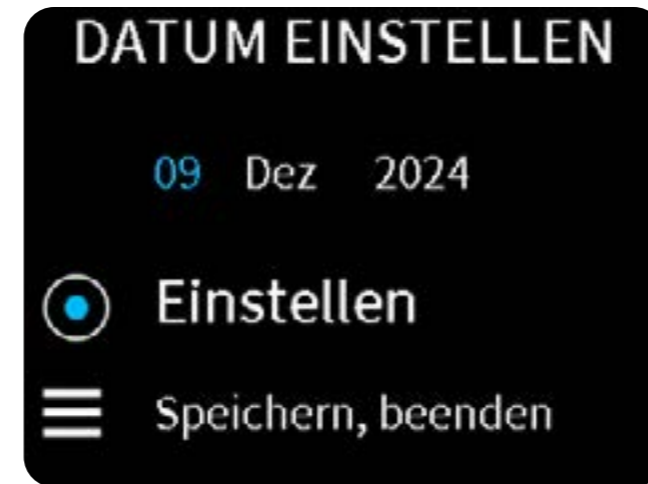 DATUM EINSTELLEN
09 Dez 2024
Einstellen
Speichern, beenden